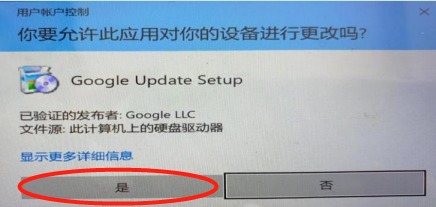 用户帐户控制
你要允许此应用对你的设备进行更改吗?
Google Update Setup
已验证的发布者: Google LLC
文件源: 此计算机上的硬盘驱动器
显示更多详细信息
是
否